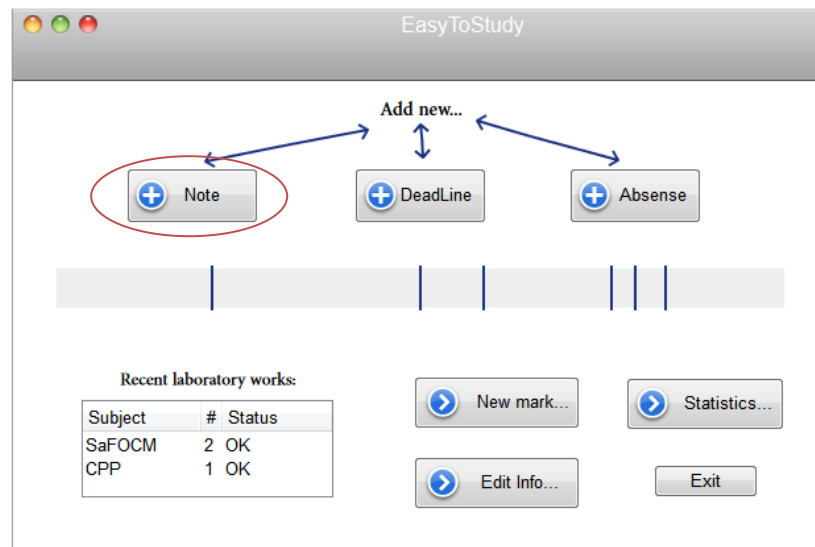 EasyToStudy
Add new...
Note
DeadLine
Absense
Recent laboratory works:
Subject # Status
SaFOCM 2 OK
CPP 1 OK
New mark...
Statistics...
Edit Info...
Exit